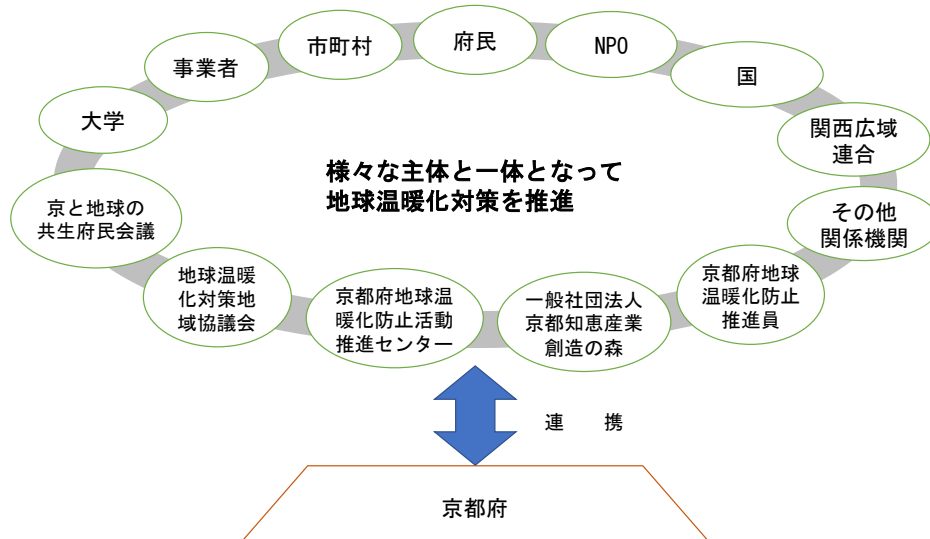 府民
NPO
市町村
国
事業者
大学
関西広域
連合
様々な主体と一体となって
地球温暖化対策を推進
京と地球の
共生府民会議
その他
関係機関
地球温暖
化対策地
域協議会
京都府地球温
暖化防止活動
推進センター
一般社団法人
京都知恵産業
創造の森
京都府地球
温暖化防止
推進員
連　携
京都府